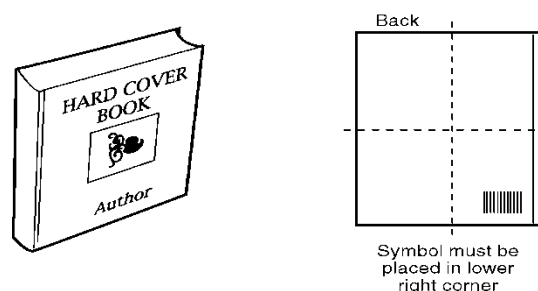 HARD COVER
BOOK
Author
Back
Symbol must be
placed in lower
right corner